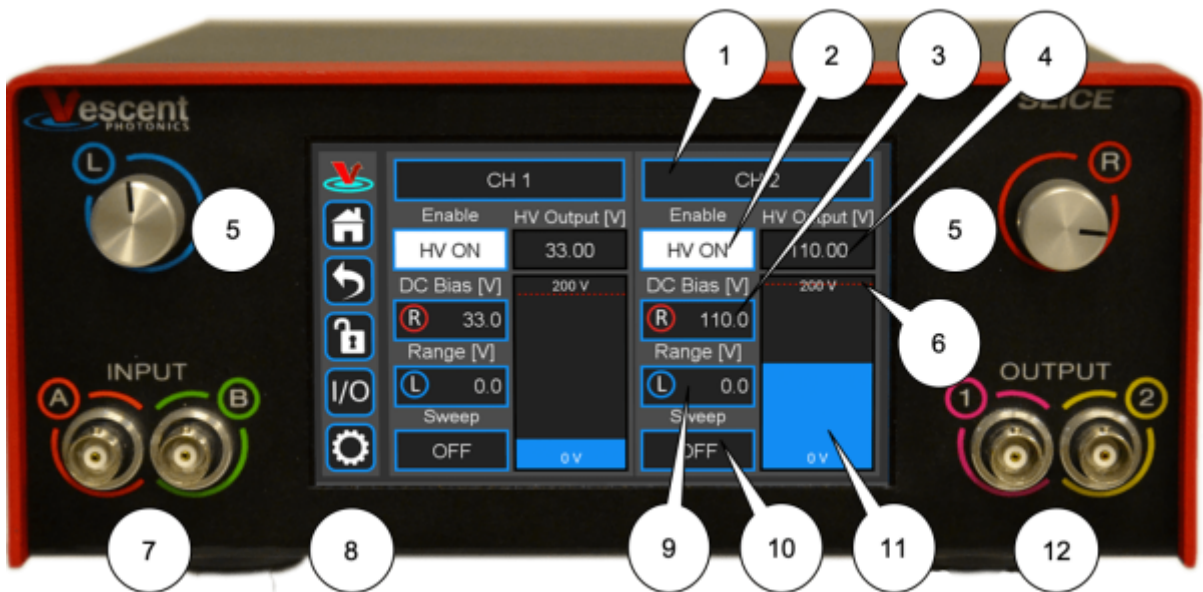 1
2
3
4
Vescent
PHOTONICS
SLICE
L
R
5
5
CH 1
CH 2
Enable
HV Output [V]
Enable
HV Output [V]
HV ON
33.00
HV ON
110.00
DC Bias [V]
200 V
DC Bias [V]
200 V
R 33.0
R 110.0
6
Range [V]
Range [V]
L 0.0
L 0.0
I/O
Sweep
Sweep
OFF
0 V
OFF
0 V
INPUT
A
B
OUTPUT
1
2
7
8
9
10
11
12